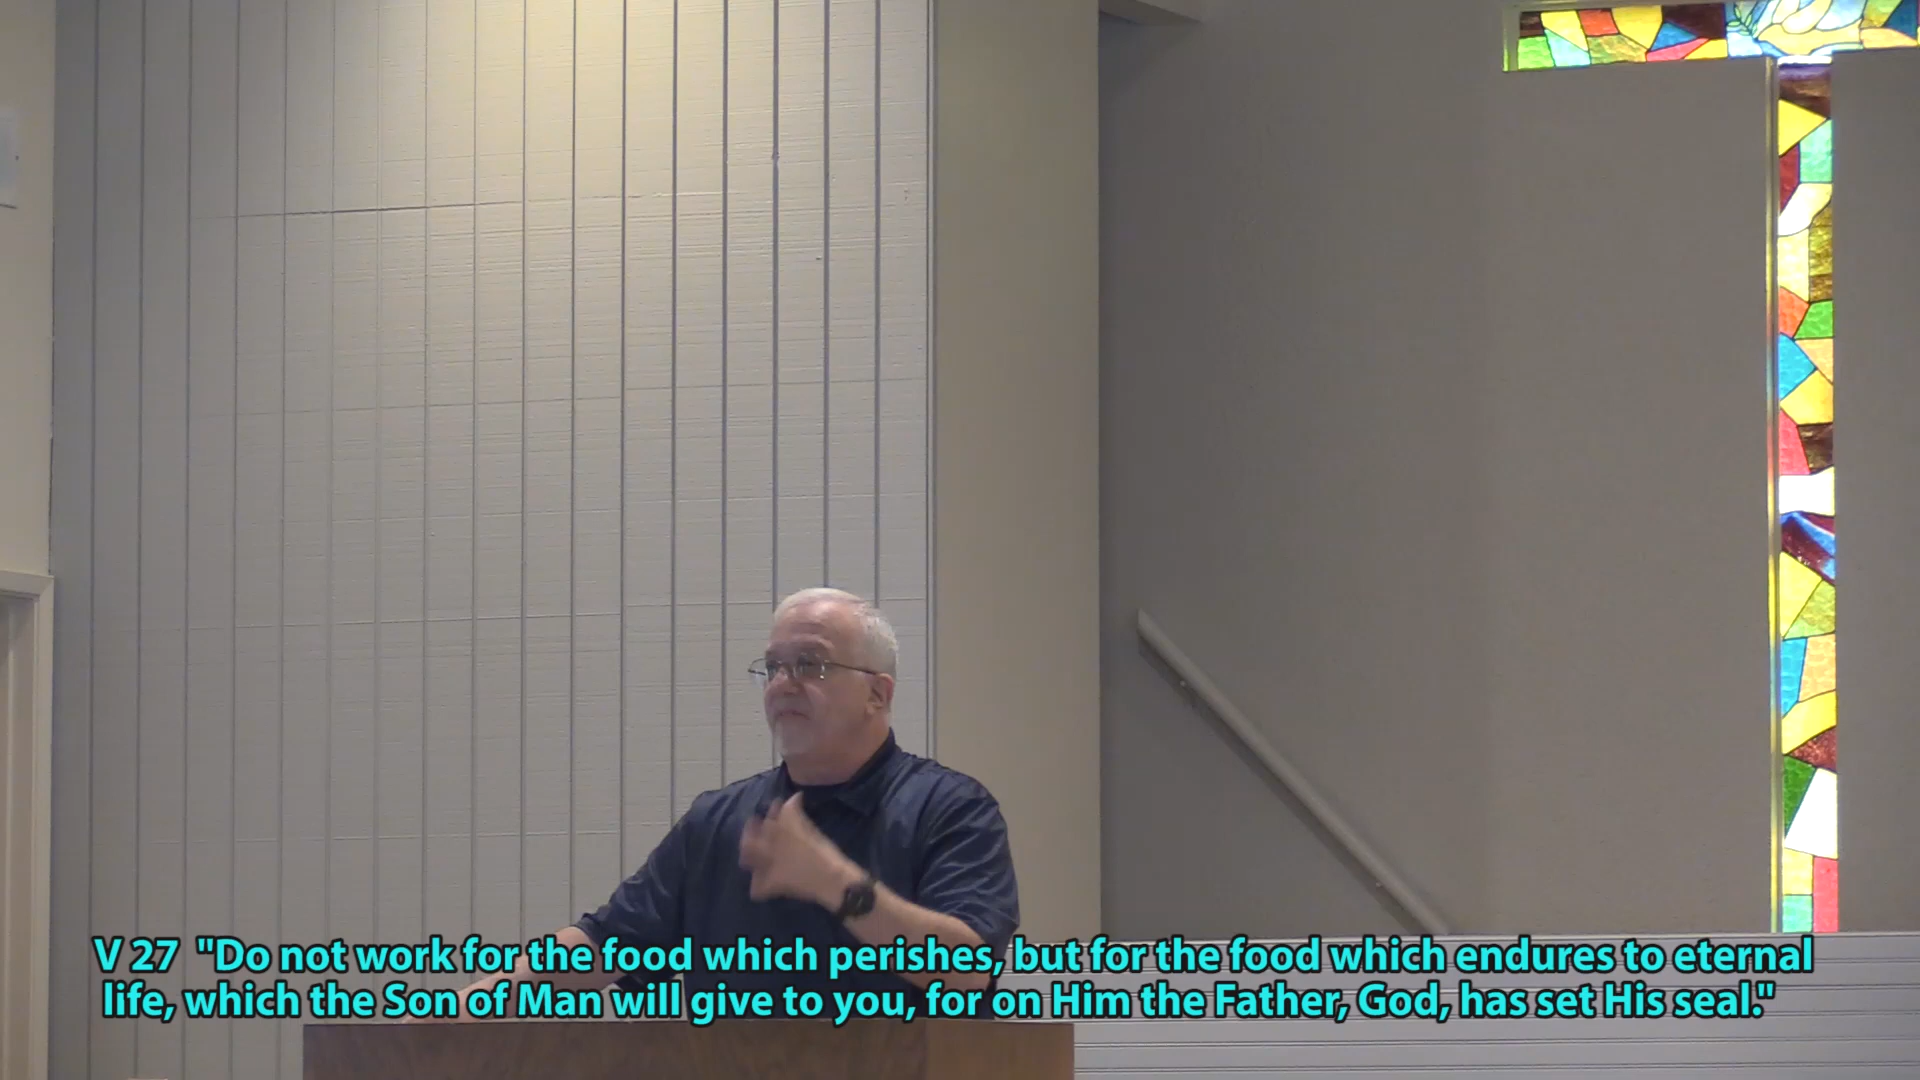 V 27 "Do not work for the food which perishes, but for the food which endures to eternal
life, which the Son of Man will give to you, for on Him the Father, God, has set His seal."